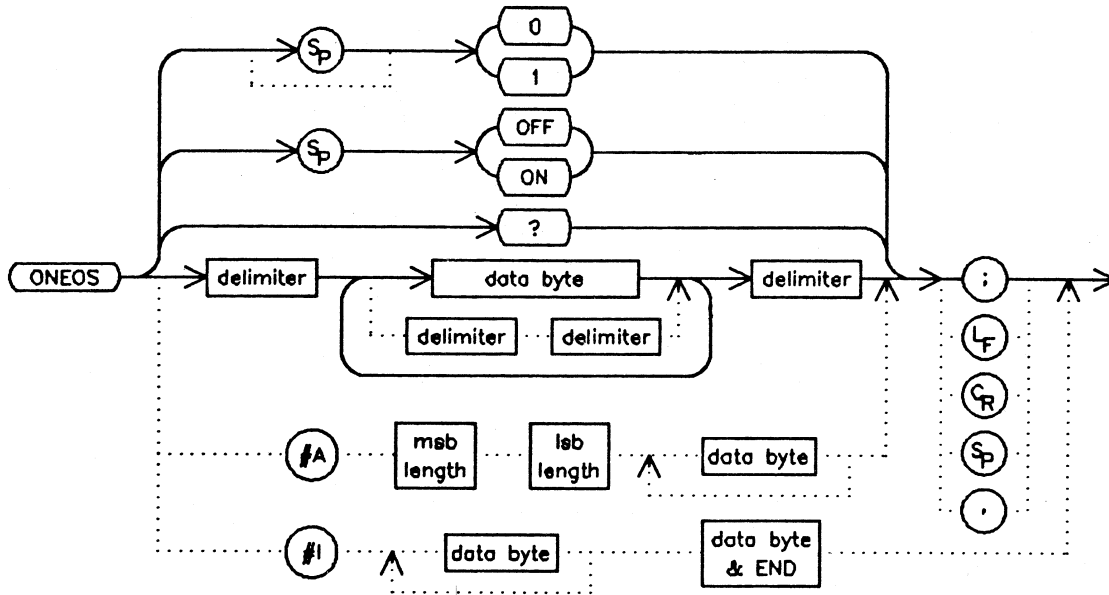 SP
0
1
SP
OFF
ON
?
ONEOS
delimiter
data byte
delimiter
;
delimiter
delimiter
LF
CR
#A
msb
length
lsb
length
data byte
SP
,
#I
data byte
data byte
& END